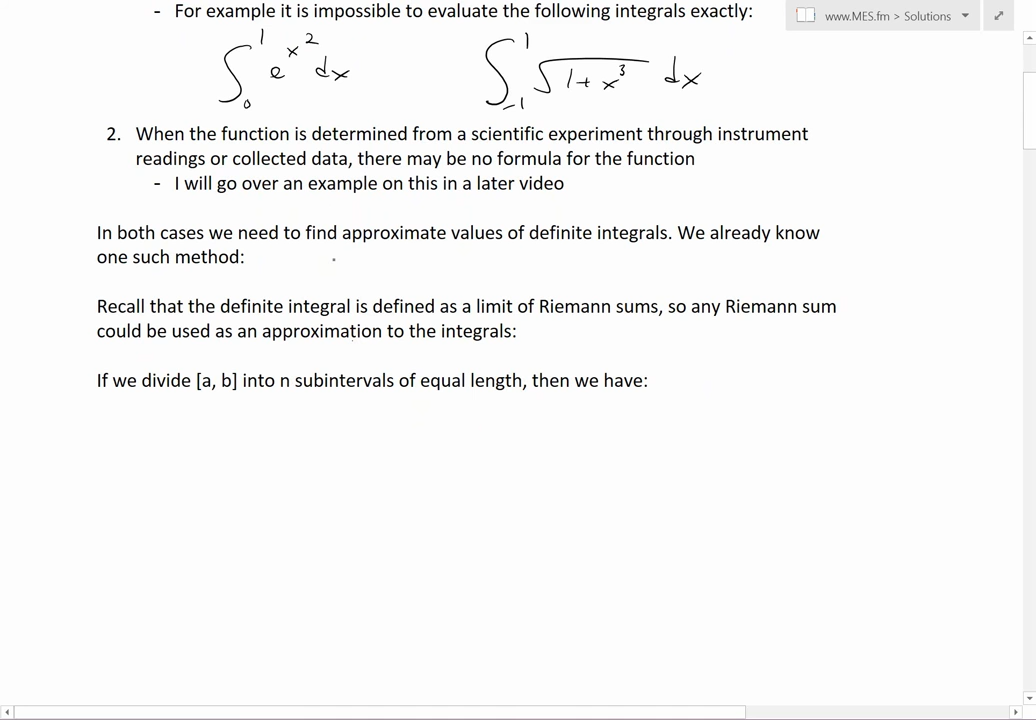 - For example it is impossible to evaluate the following integrals exactly:
www.MES.fm > Solutions
∫₀¹ e^x² dx ∫₋₁¹ √(1+x³) dx
2. When the function is determined from a scientific experiment through instrument
readings or collected data, there may be no formula for the function
- I will go over an example on this in a later video
In both cases we need to find approximate values of definite integrals. We already know
one such method:
Recall that the definite integral is defined as a limit of Riemann sums, so any Riemann sum
could be used as an approximation to the integrals:
If we divide [a, b] into n subintervals of equal length, then we have: